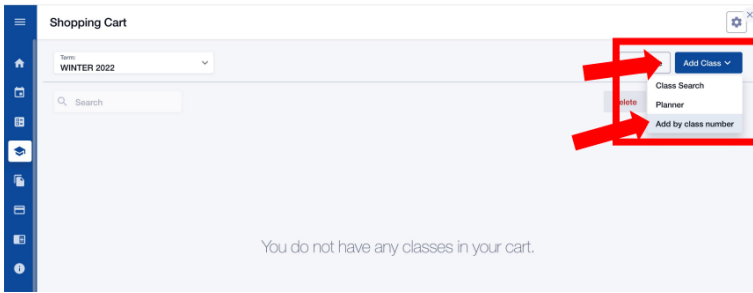 Shopping Cart
Term:
WINTER 2022
Add Class
Search
Class Search
Planner
Add by class number
You do not have any classes in your cart.